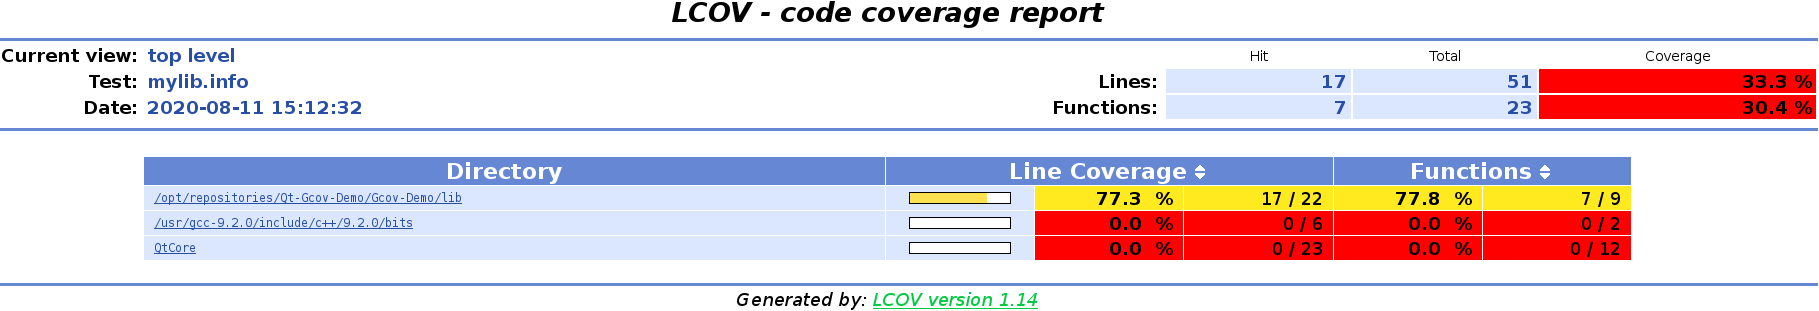 LCOV - code coverage report
Current view: top level Hit Total Coverage
Test: mylib.info Lines: 17 51 33.3 %
Date: 2020-08-11 15:12:32 Functions: 7 23 30.4 %
Directory Line Coverage Functions
/opt/repositories/Qt-Gcov-Demo/Gcov-Demo/lib 77.3 % 17 / 22 77.8 % 7 / 9
/usr/gcc-9.2.0/include/c++/9.2.0/bits 0.0 % 0 / 6 0.0 % 0 / 2
QtCore 0.0 % 0 / 23 0.0 % 0 / 12
Generated by: LCOV version 1.14